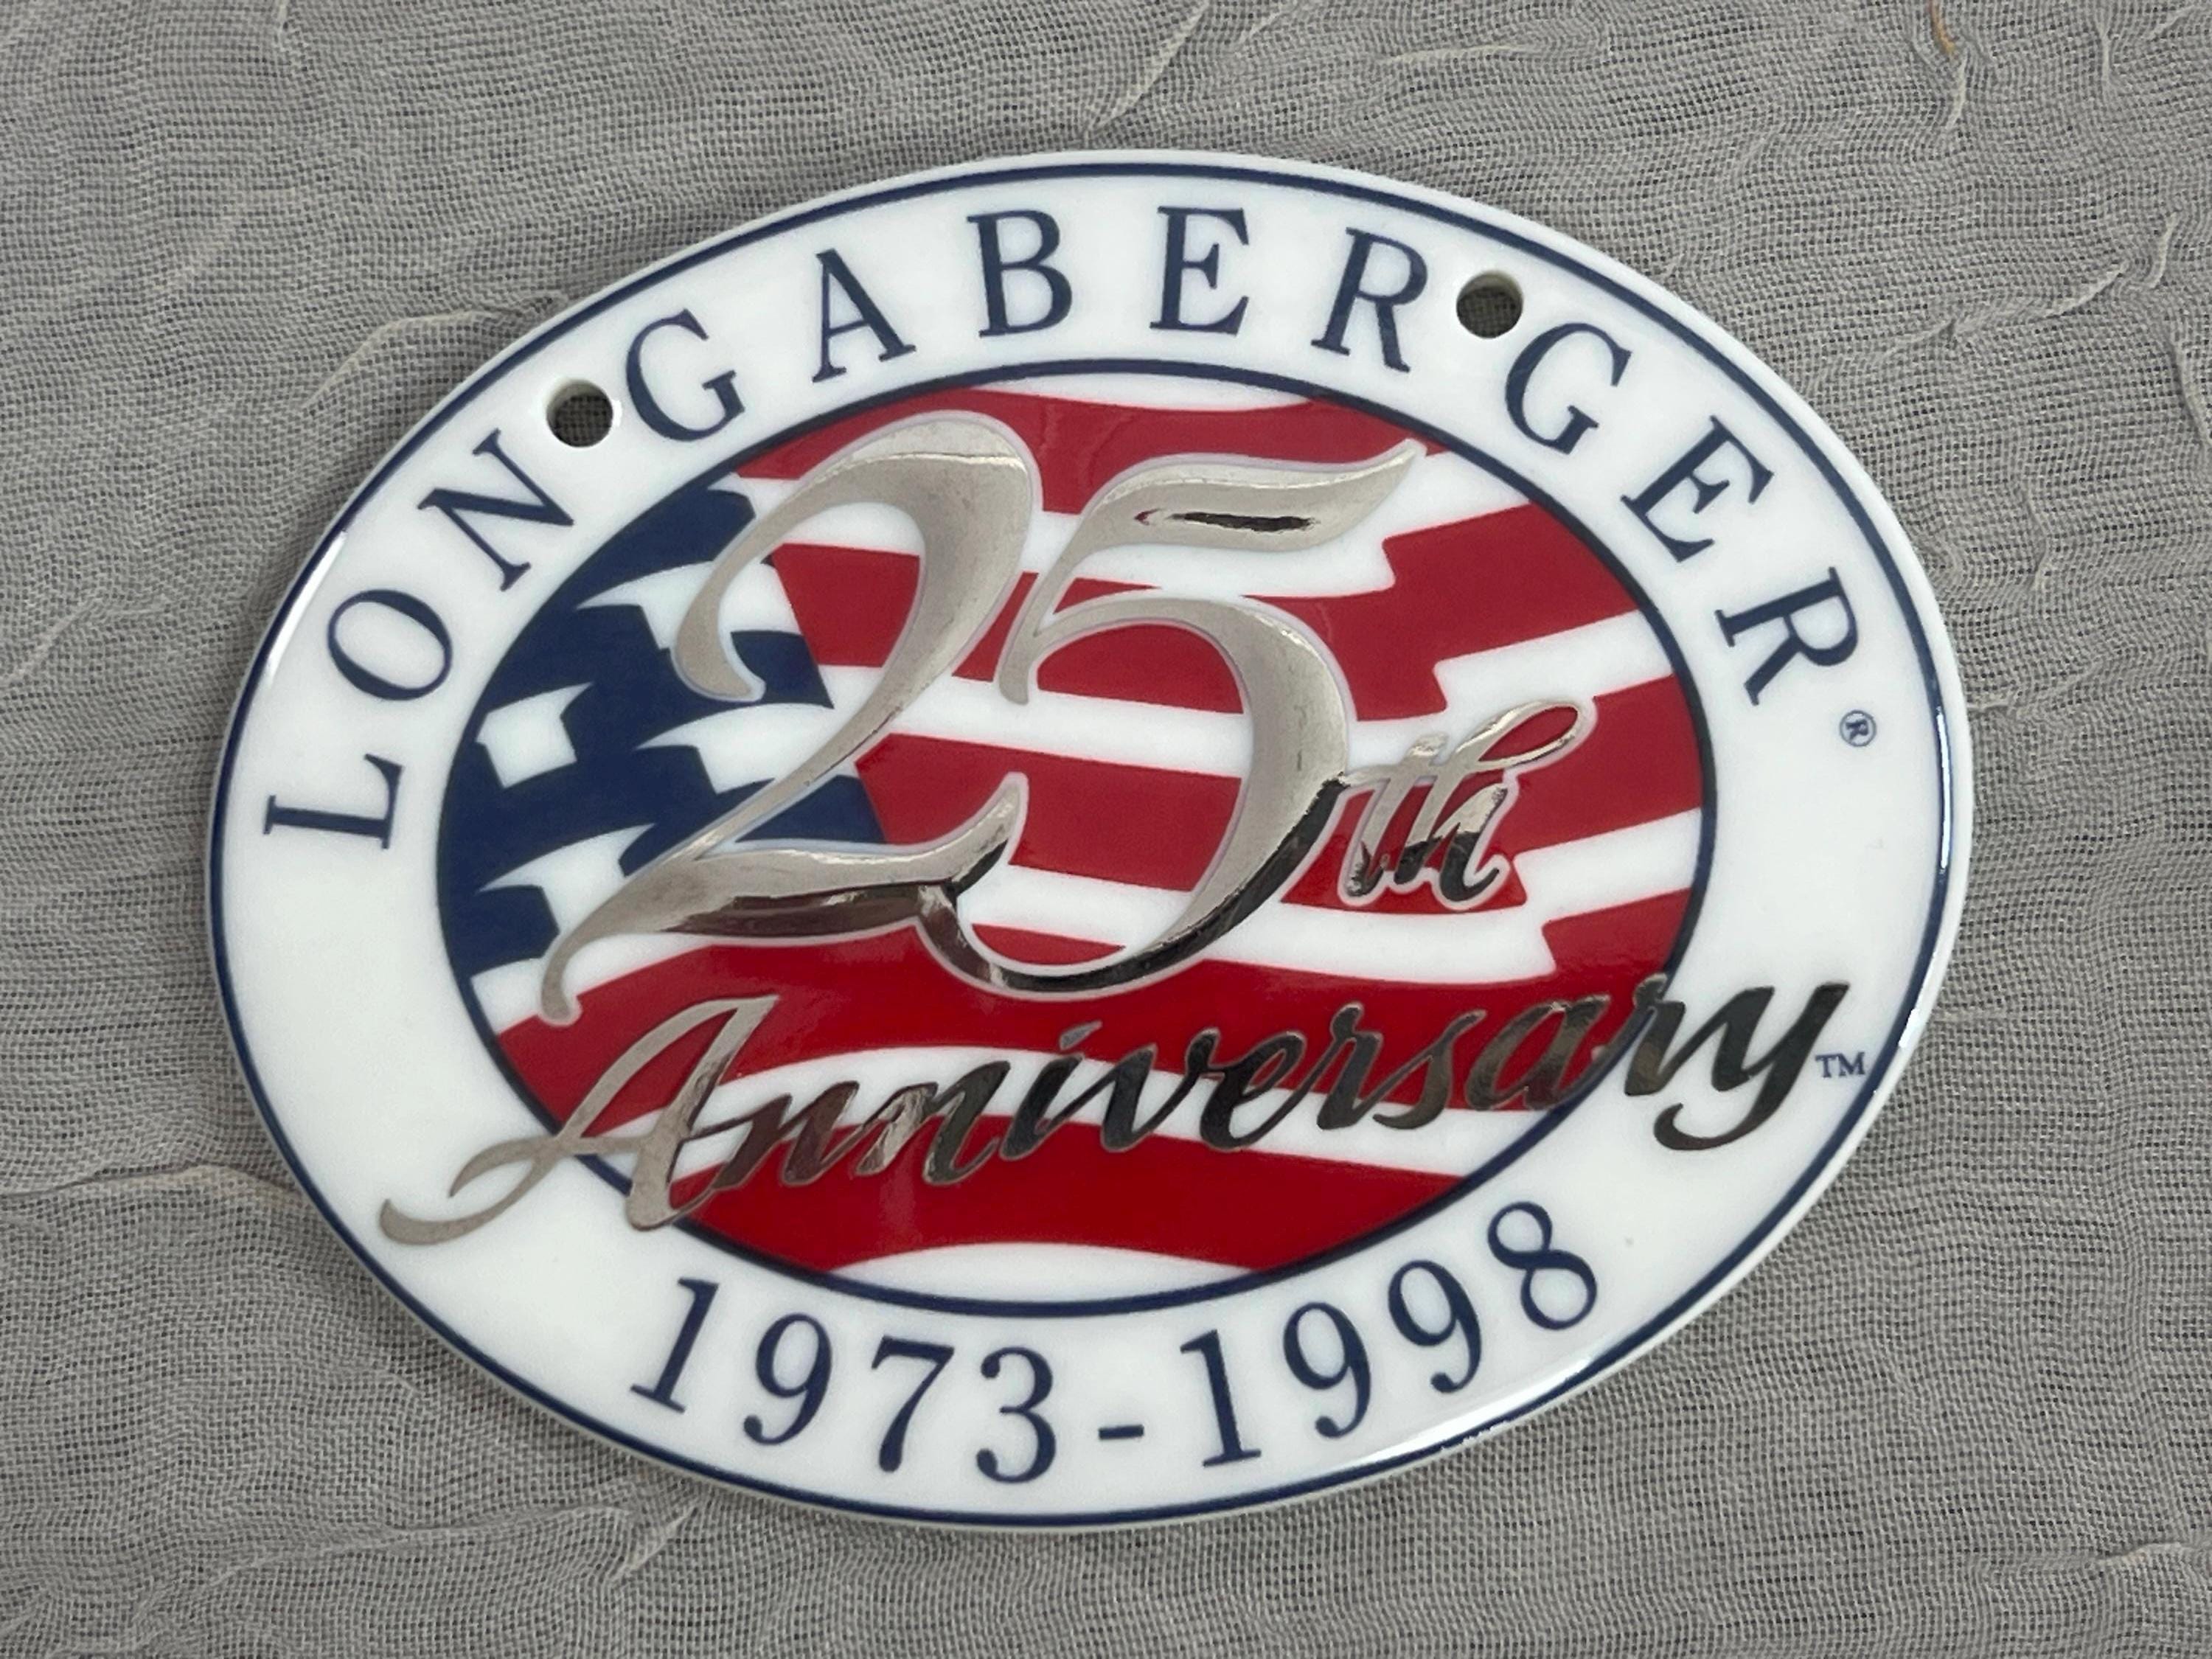 LONGABERGER®
25th
Anniversary™
1973-1998